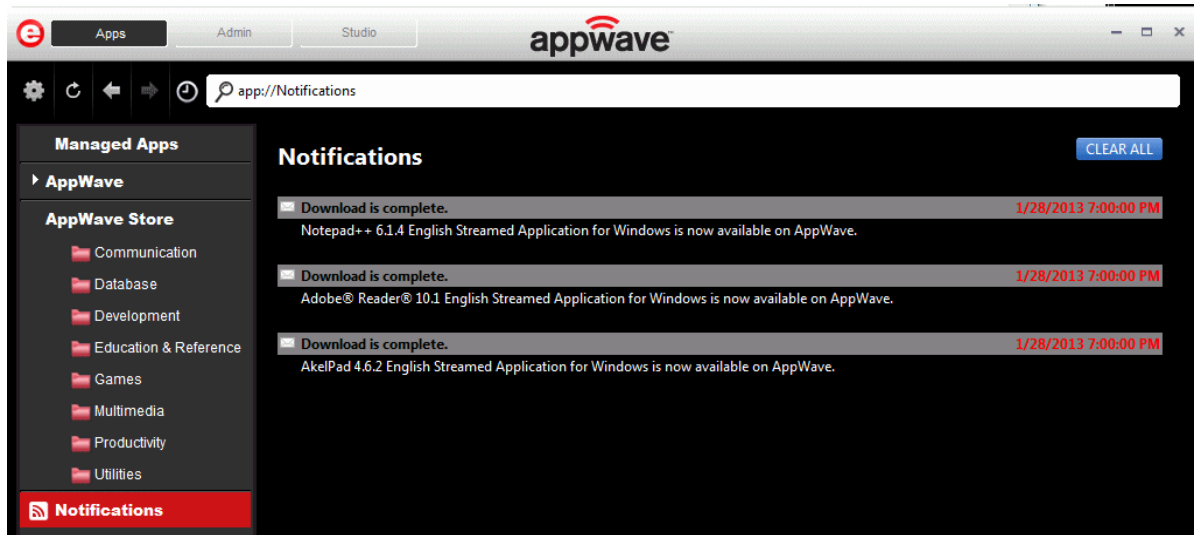 e Apps Admin Studio appwave™
app://Notifications
Managed Apps
AppWave
AppWave Store
Communication
Database
Development
Education & Reference
Games
Multimedia
Productivity
Utilities
Notifications
Notifications CLEAR ALL
Download is complete. 1/28/2013 7:00:00 PM
Notepad++ 6.1.4 English Streamed Application for Windows is now available on AppWave.
Download is complete. 1/28/2013 7:00:00 PM
Adobe® Reader® 10.1 English Streamed Application for Windows is now available on AppWave.
Download is complete. 1/28/2013 7:00:00 PM
AkelPad 4.6.2 English Streamed Application for Windows is now available on AppWave.